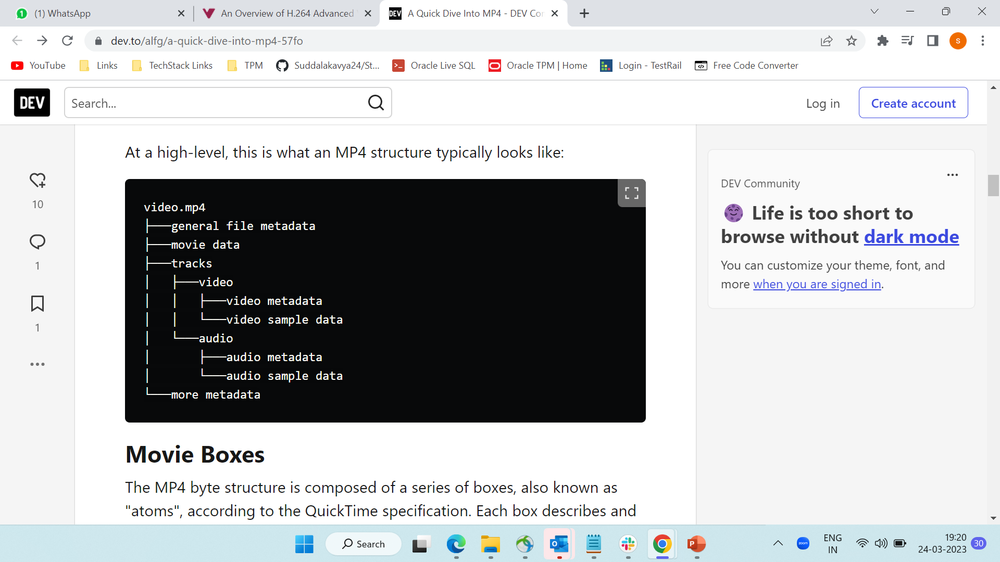 1
(1) WhatsApp
An Overview of H.264 Advanced
DEV
A Quick Dive Into MP4 - DEV Cor
dev.to/alfg/a-quick-dive-into-mp4-57fo
s
YouTube
Links
TechStack Links
TPM
Suddalakavya24/St...
Oracle Live SQL
Oracle TPM | Home
Login - TestRail
Free Code Converter
DEV
Search...
Log in
Create account
At a high-level, this is what an MP4 structure typically looks like:
video.mp4
├───general file metadata
├───movie data
├───tracks
│   ├───video
│   │   ├───video metadata
│   │   └───video sample data
│   └───audio
│       ├───audio metadata
│       └───audio sample data
└───more metadata
10
1
1
DEV Community
Life is too short to
browse without dark mode
You can customize your theme, font, and
more when you are signed in.
Movie Boxes
The MP4 byte structure is composed of a series of boxes, also known as
"atoms", according to the QuickTime specification. Each box describes and
Search
zoom
ENG
IN
19:20
24-03-2023
30